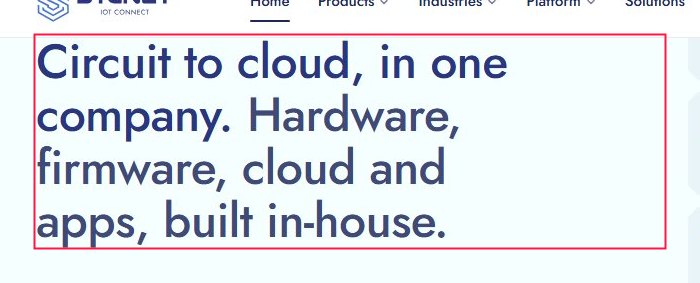 IOT CONNECT
Home Products Industries Platform Solutions
Circuit to cloud, in one
company. Hardware,
firmware, cloud and
apps, built in-house.